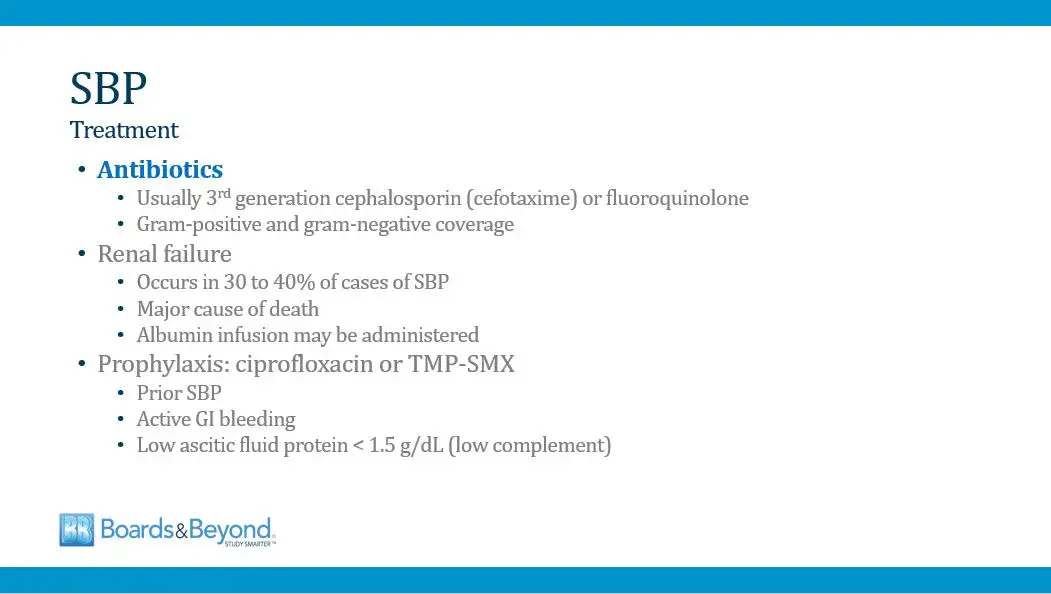 SBP
Treatment
• Antibiotics
• Usually 3rd generation cephalosporin (cefotaxime) or fluoroquinolone
• Gram-positive and gram-negative coverage
• Renal failure
• Occurs in 30 to 40% of cases of SBP
• Major cause of death
• Albumin infusion may be administered
• Prophylaxis: ciprofloxacin or TMP-SMX
• Prior SBP
• Active GI bleeding
• Low ascitic fluid protein < 1.5 g/dL (low complement)
BB Boards&Beyond.
STUDY SMARTER™